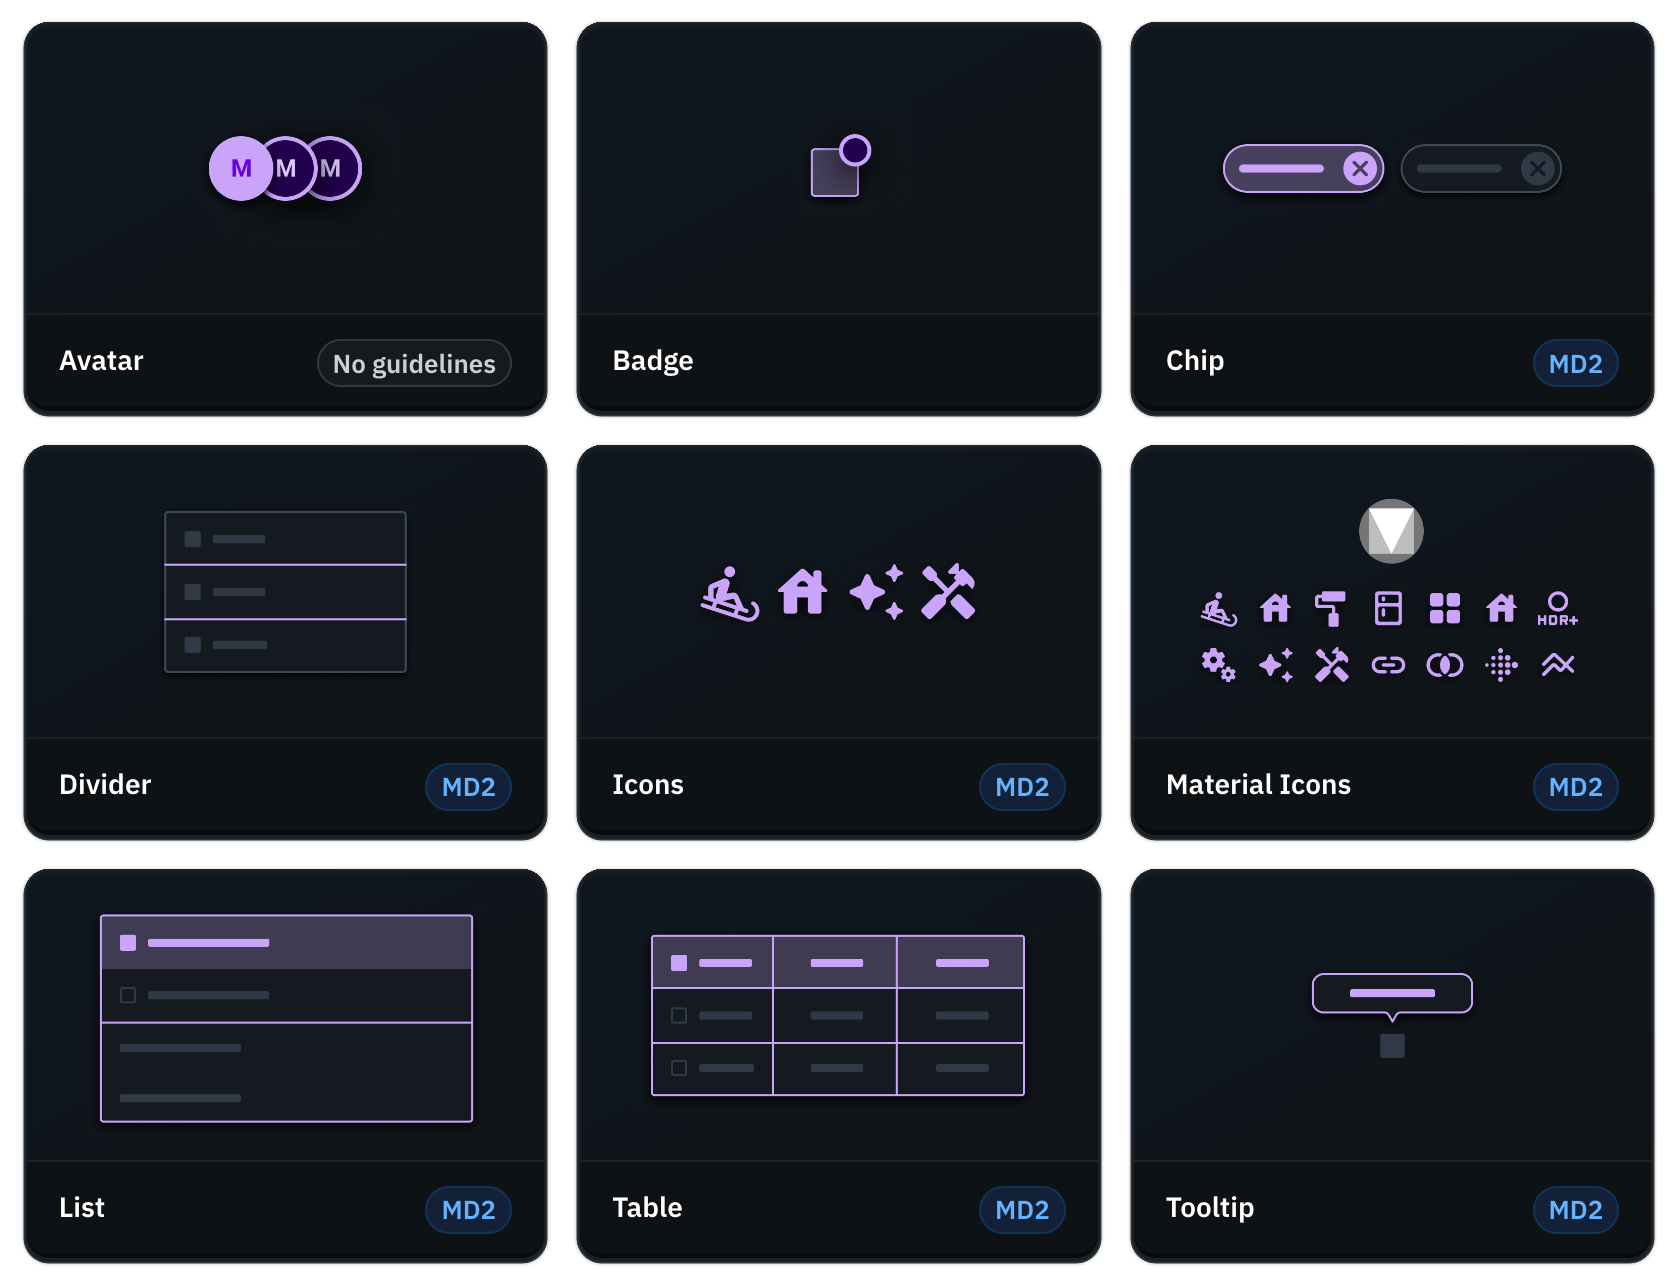 M M M
Avatar
No guidelines
Badge
Chip
MD2
Divider
MD2
Icons
MD2
HDR+
Material Icons
MD2
List
MD2
Table
MD2
Tooltip
MD2